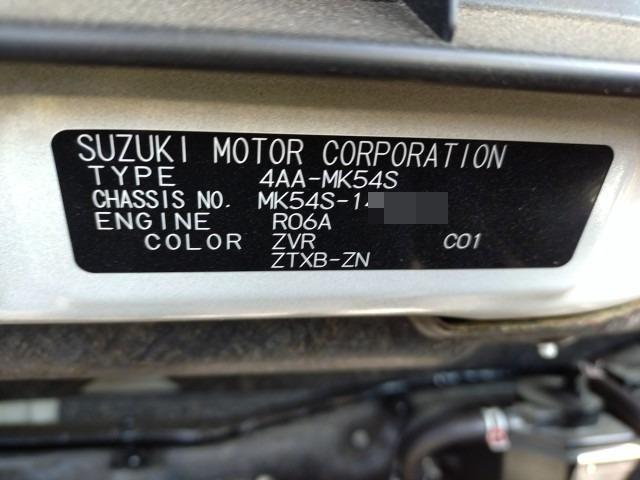 SUZUKI MOTOR CORPORATION
TYPE 4AA-MK54S
CHASSIS NO. MK54S-1
ENGINE R06A
COLOR ZVR C01
ZTXB-ZN